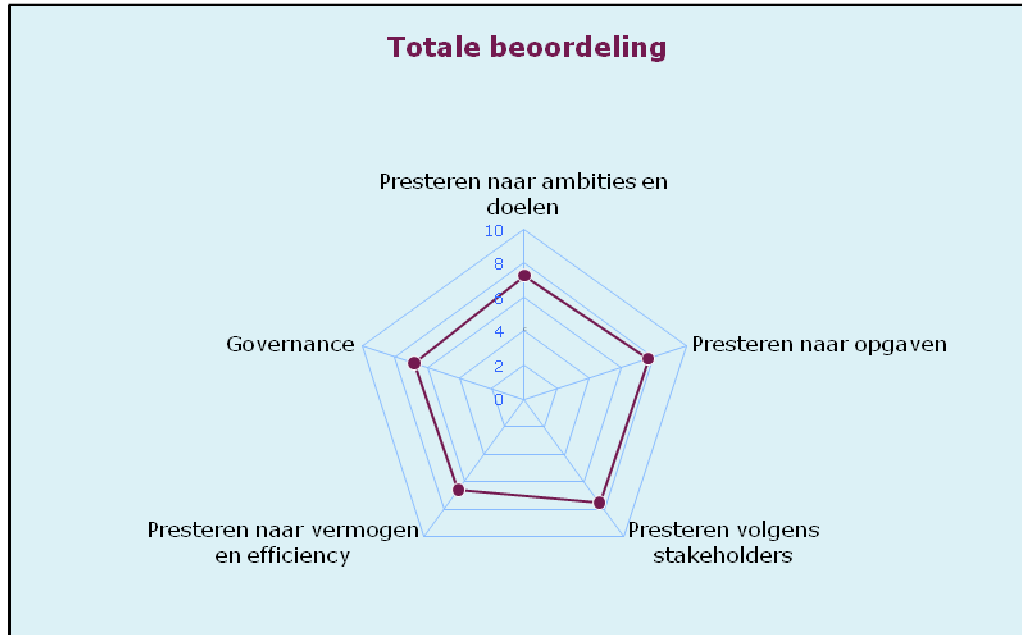 Totale beoordeling
Presteren naar ambities en
doelen
10
8
6
4
2
0
Governance
Presteren naar opgaven
Presteren naar vermogen
en efficiency
Presteren volgens
stakeholders